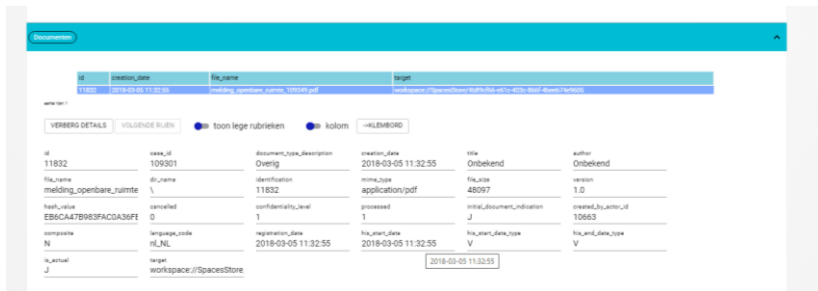 Documenten
id creation_date file_name target
11832 2018-03-05 11:32:55 melding_openbare_ruimte_109349.pdf
VERBERG DETAILS VOLGENDE RIJEN toon lege rubrieken kolom ->KLEMBORD
id case_id document_type_description creation_date title author
11832 109301 Overig 2018-03-05 11:32:55 Onbekend Onbekend
file_name dir_name identification mime_type file_size version
melding_openbare_ruimte \ 11832 application/pdf 48097 1.0
hash_value cancelled confidentiality_level processed initial_document_indication created_by_actor_id
EB6CA47B983FAC0A36FE 0 1 1 J 10663
composite language_code registration_date his_start_date his_start_date_type his_end_date_type
N nl_NL 2018-03-05 11:32:55 2018-03-05 11:32:55 V V
is_actual target 2018-03-05 11:32:55
J workspace://SpacesStore